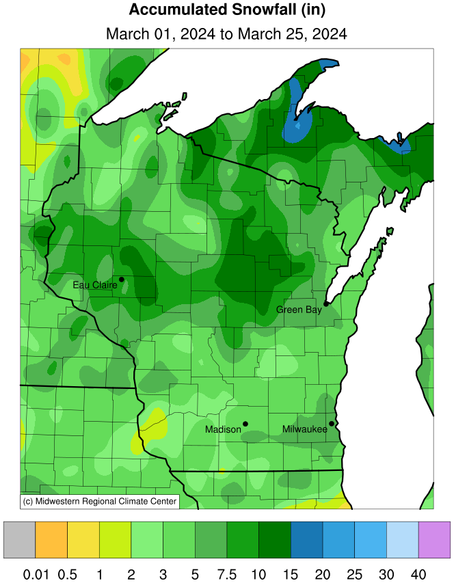 Accumulated Snowfall (in)
March 01, 2024 to March 25, 2024
Eau Claire
Green Bay
Madison
Milwaukee
(c) Midwestern Regional Climate Center
0.01 0.5 1 2 3 5 7.5 10 15 20 25 30 40